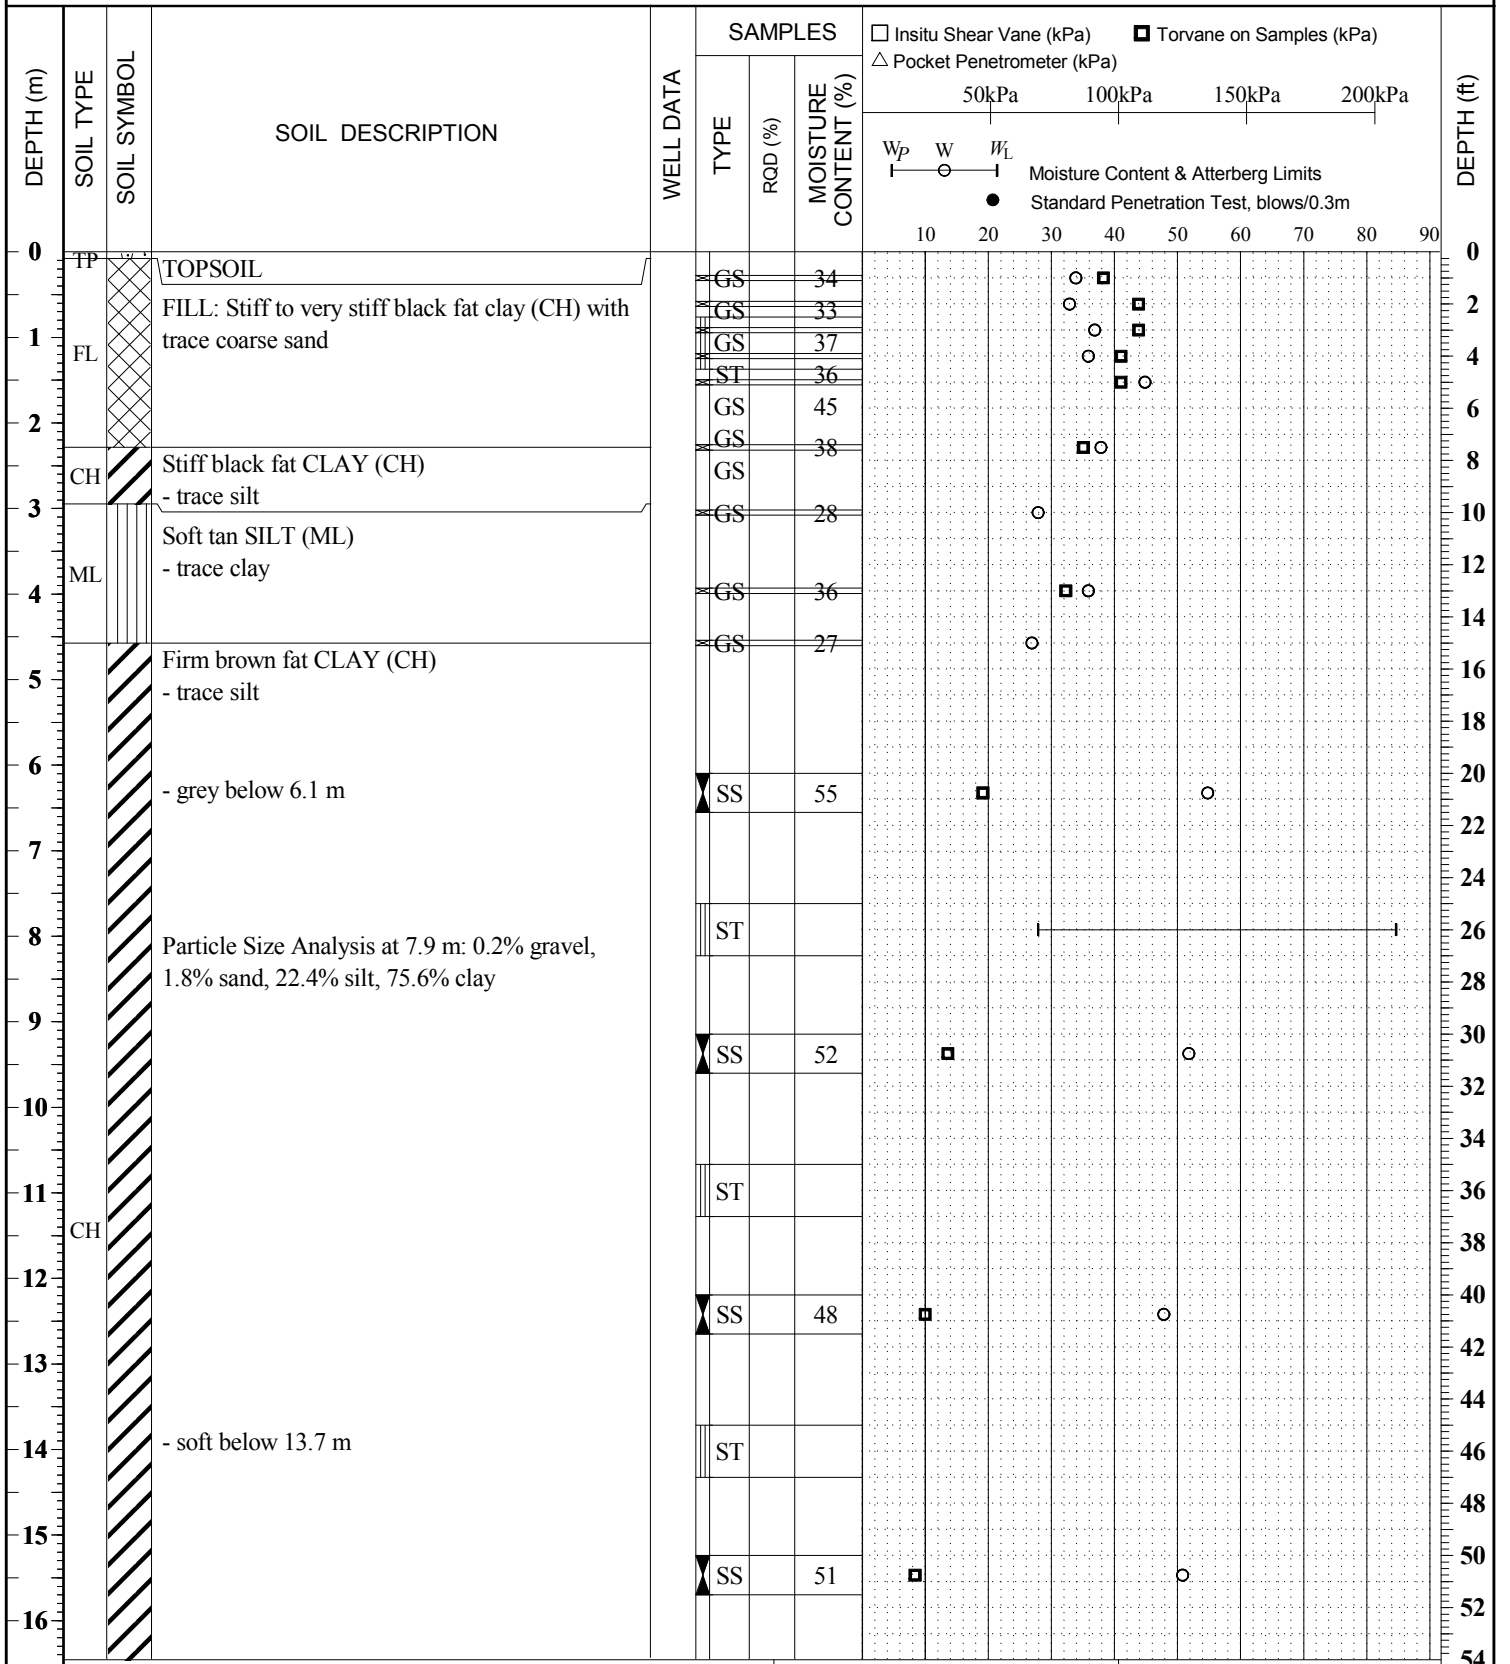 SAMPLES
Insitu Shear Vane (kPa) Torvane on Samples (kPa)
Pocket Penetrometer (kPa)
50kPa 100kPa 150kPa 200kPa
DEPTH (m)
SOIL TYPE
SOIL SYMBOL
SOIL DESCRIPTION
WELL DATA
TYPE
RQD (%)
MOISTURE
CONTENT (%)
DEPTH (ft)
WP W WL
Moisture Content & Atterberg Limits
Standard Penetration Test, blows/0.3m
10 20 30 40 50 60 70 80 90
0 0
TP TOPSOIL
GS 34
FILL: Stiff to very stiff black fat clay (CH) with
GS 33 2
1 trace coarse sand
GS 37
FL 4
ST 36
GS 45 6
2
GS 38
Stiff black fat CLAY (CH)
CH GS 8
- trace silt
3 GS 28 10
Soft tan SILT (ML)
- trace clay
ML 12
4 GS 36
14
GS 27
Firm brown fat CLAY (CH)
16
5
- trace silt
18
6 20
- grey below 6.1 m SS 55
22
7
24
8 ST 26
Particle Size Analysis at 7.9 m: 0.2% gravel,
1.8% sand, 22.4% silt, 75.6% clay
28
9 30
SS 52
32
10
34
11 ST 36
CH
38
12 40
SS 48
42
13
44
14 - soft below 13.7 m ST 46
48
15 50
SS 51
52
16
54